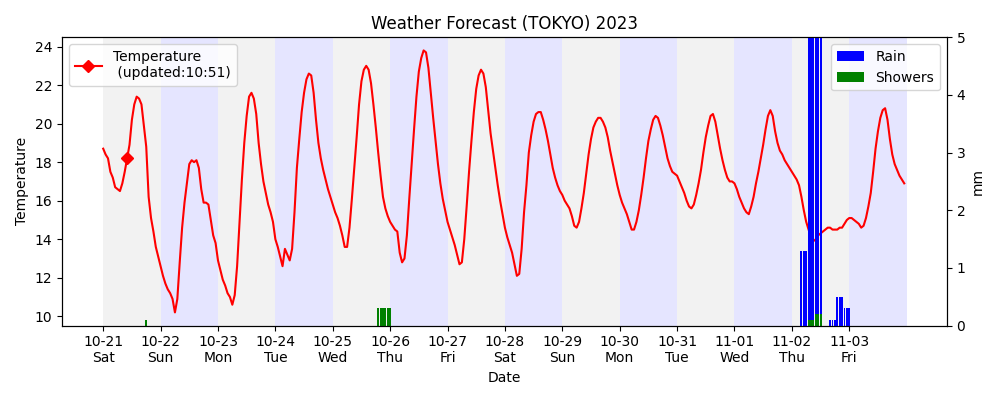 Weather Forecast (TOKYO) 2023
Temperature
(updated:10:51)
Rain
Showers
Temperature
24
22
20
18
16
14
12
10
5
4
3
2
1
0
mm
10-21 10-22 10-23 10-24 10-25 10-26 10-27 10-28 10-29 10-30 10-31 11-01 11-02 11-03
Sat Sun Mon Tue Wed Thu Fri Sat Sun Mon Tue Wed Thu Fri
Date